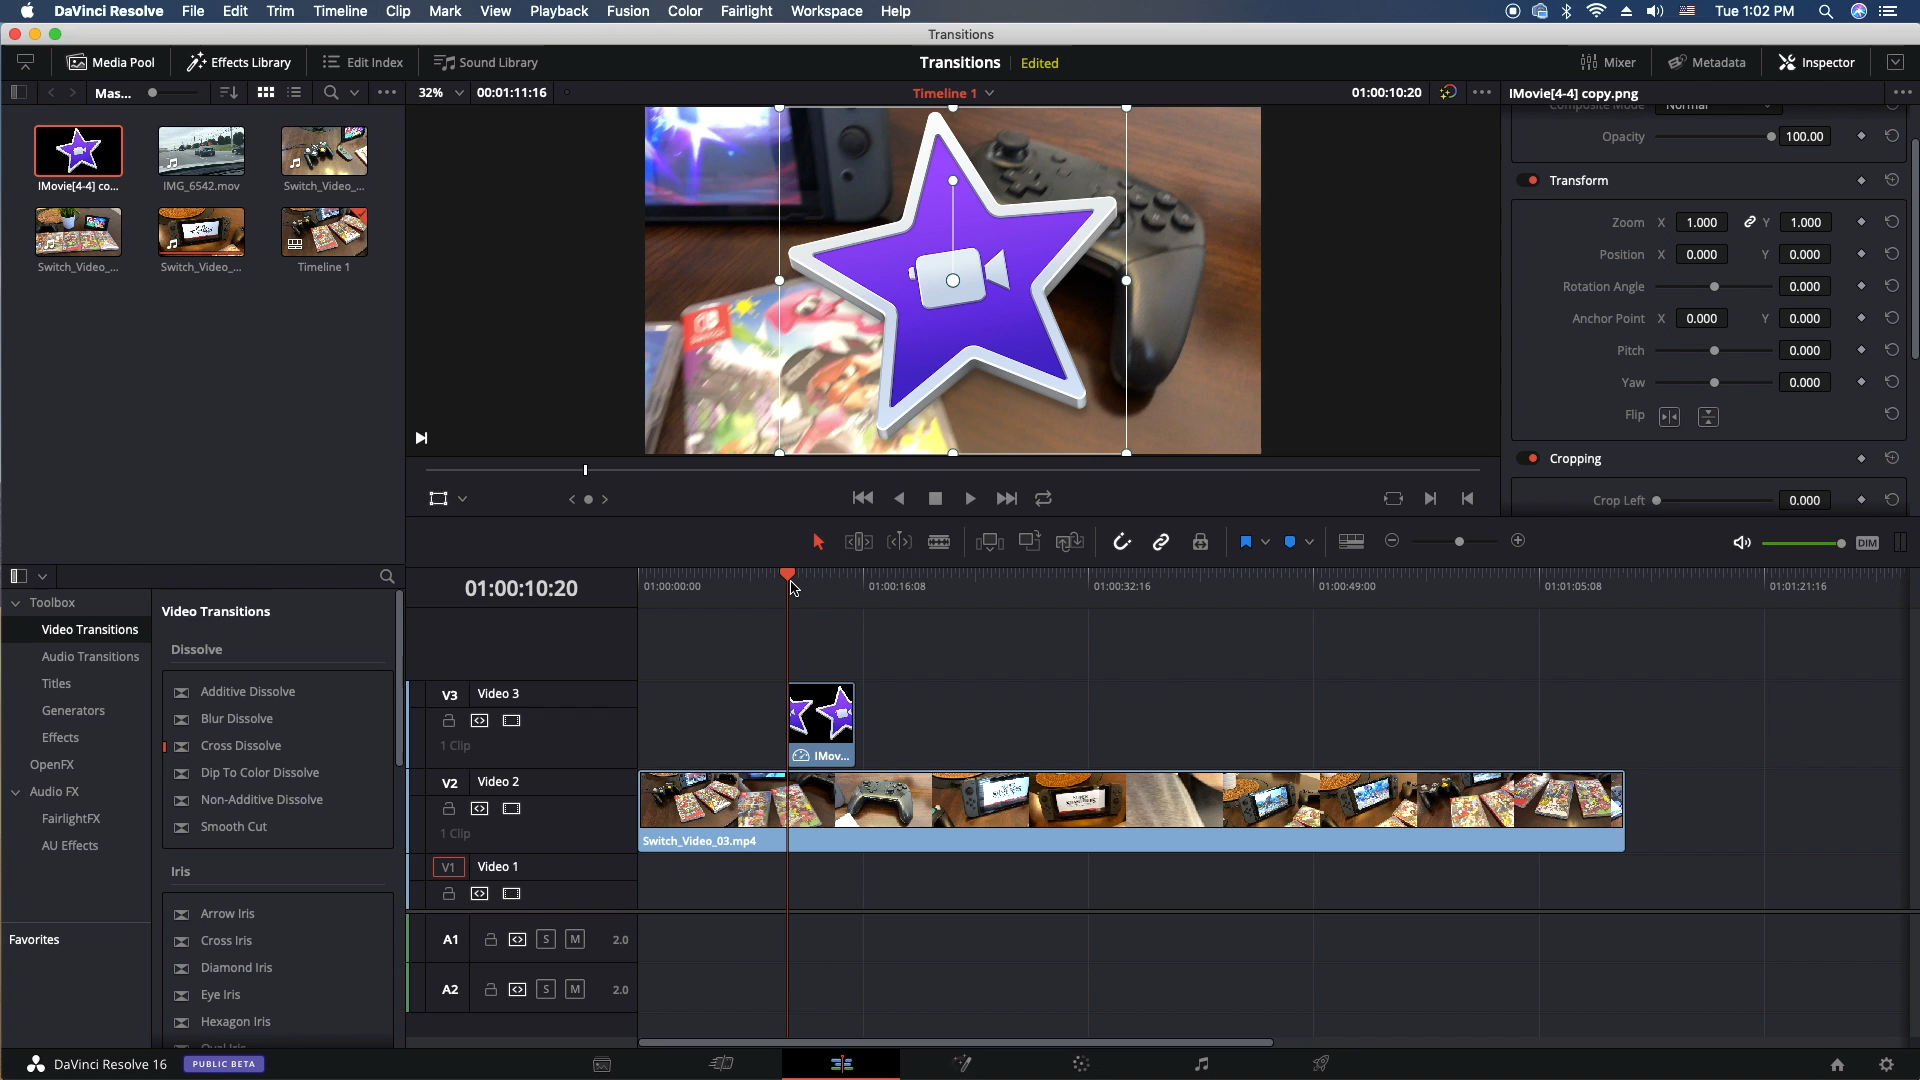 DaVinci Resolve File Edit Trim Timeline Clip Mark View Playback Fusion Color Fairlight Workspace Help Tue 1:02 PM
Transitions
Media Pool Effects Library Edit Index Sound Library Transitions Edited Mixer Metadata Inspector
Mas... 32% 00:01:11:16 Timeline 1 01:00:10:20 IMovie[4-4] copy.png
Composite Mode Normal
Opacity 100.00
IMovie[4-4] co... IMG_6542.mov Switch_Video_...
Transform
Zoom X 1.000 Y 1.000
Position X 0.000 Y 0.000
Switch_Video_... Switch_Video_... Timeline 1
Rotation Angle 0.000
Anchor Point X 0.000 Y 0.000
Pitch 0.000
Yaw 0.000
Flip
Cropping
Crop Left 0.000
DIM
01:00:10:20 01:00:00:00 01:00:16:08 01:00:32:16 01:00:49:00 01:01:05:08 01:01:21:16
Toolbox
Video Transitions
Audio Transitions
Titles
Generators
Effects
OpenFX
Audio FX
FairlightFX
AU Effects
Favorites
Video Transitions
Dissolve
Additive Dissolve
Blur Dissolve
Cross Dissolve
Dip To Color Dissolve
Non-Additive Dissolve
Smooth Cut
Iris
Arrow Iris
Cross Iris
Diamond Iris
Eye Iris
Hexagon Iris
Oval Iris
V3 Video 3
1 Clip
IMov...
V2 Video 2
1 Clip
Switch_Video_03.mp4
V1 Video 1
A1 S M 2.0
A2 S M 2.0
DaVinci Resolve 16 PUBLIC BETA